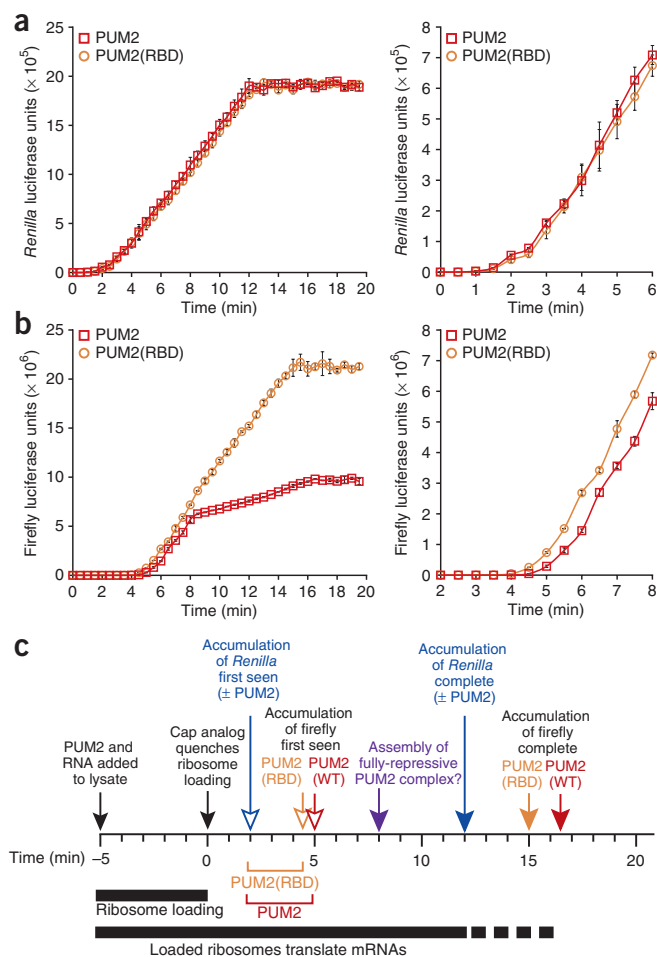 a
PUM2
PUM2(RBD)
Renilla luciferase units (× 10⁵)
25
20
15
10
5
0
0 2 4 6 8 10 12 14 16 18 20
Time (min)
PUM2
PUM2(RBD)
Renilla luciferase units (× 10⁵)
8
7
6
5
4
3
2
1
0
0 1 2 3 4 5 6
Time (min)
b
PUM2
PUM2(RBD)
Firefly luciferase units (× 10⁶)
25
20
15
10
5
0
0 2 4 6 8 10 12 14 16 18 20
Time (min)
PUM2
PUM2(RBD)
Firefly luciferase units (× 10⁶)
8
7
6
5
4
3
2
1
0
2 3 4 5 6 7 8
Time (min)
c
Accumulation
of Renilla
first seen
(± PUM2)
Accumulation
of Renilla
complete
(± PUM2)
PUM2 and
RNA added
to lysate
Cap analog
quenches
ribosome
loading
Accumulation
of firefly
first seen
PUM2
(RBD)
PUM2
(WT)
Assembly of
fully-repressive
PUM2 complex?
Accumulation
of firefly
complete
PUM2
(RBD)
PUM2
(WT)
Time (min)
–5 0 5 10 15 20
PUM2(RBD)
PUM2
Ribosome loading
Loaded ribosomes translate mRNAs